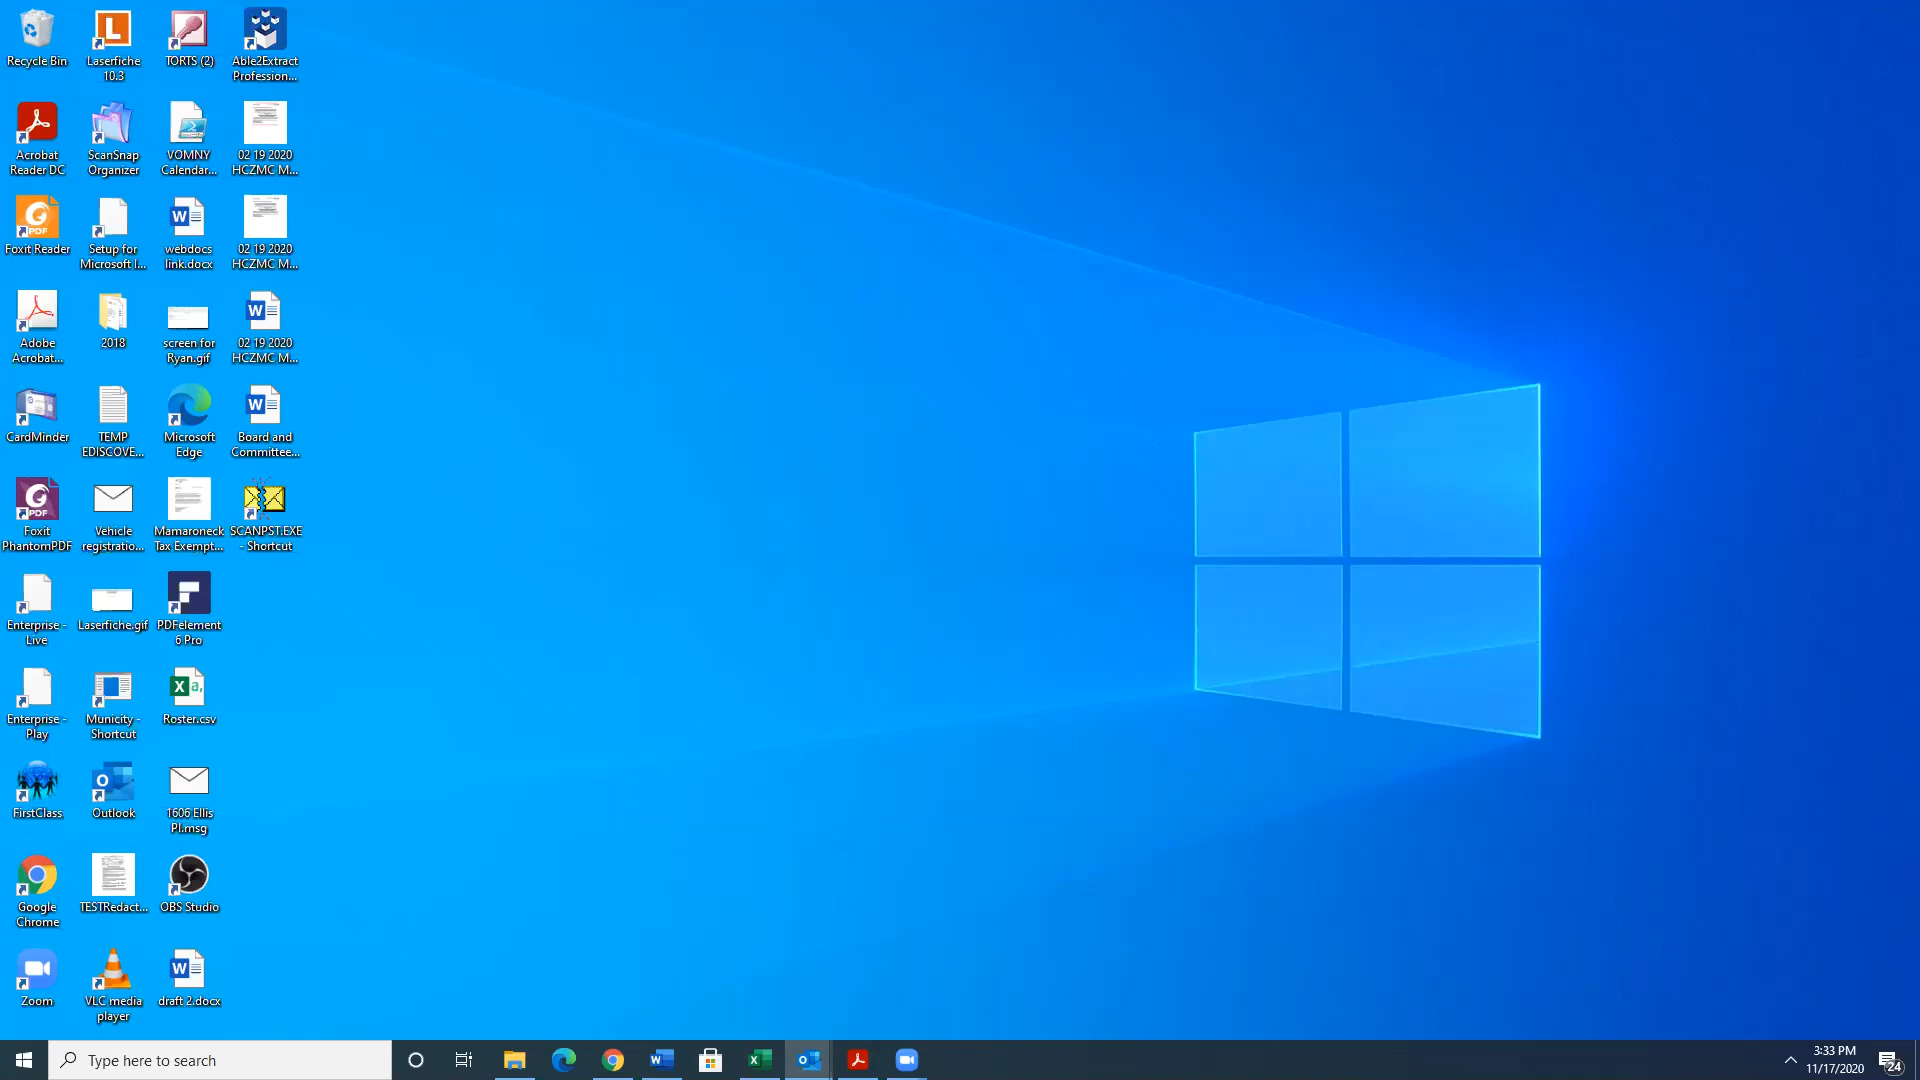 Recycle Bin
Laserfiche
10.3
TORTS (2)
Able2Extract
Profession...
Acrobat
Reader DC
ScanSnap
Organizer
VOMNY
Calendar...
02 19 2020
HCZMC M...
Foxit Reader
Setup for
Microsoft I...
webdocs
link.docx
02 19 2020
HCZMC M...
Adobe
Acrobat...
2018
screen for
Ryan.gif
02 19 2020
HCZMC M...
CardMinder
TEMP
EDISCOVE...
Microsoft
Edge
Board and
Committee...
Foxit
PhantomPDF
Vehicle
registratio...
Mamaroneck
Tax Exempt...
SCANPST.EXE
- Shortcut
Enterprise -
Live
Laserfiche.gif
PDFelement
6 Pro
Enterprise -
Play
Municity -
Shortcut
Roster.csv
FirstClass
Outlook
1606 Ellis
Pl.msg
Google
Chrome
TESTRedact...
OBS Studio
Zoom
VLC media
player
draft 2.docx
Type here to search
3:33 PM
11/17/2020
24